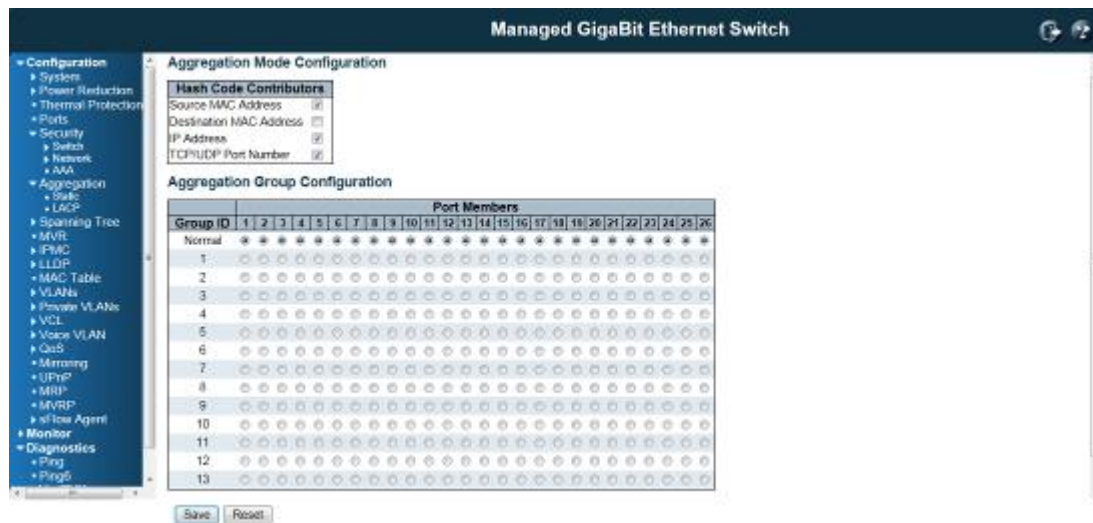 Managed GigaBit Ethernet Switch
Configuration
System
Power Reduction
Thermal Protection
Ports
Security
Switch
Network
AAA
Aggregation
Static
LACP
Spanning Tree
MVR
IPMC
LLDP
MAC Table
VLANs
Private VLANs
VCL
Voice VLAN
QoS
Mirroring
UPnP
MRP
MVRP
sFlow Agent
Monitor
Diagnostics
Ping
Ping6
Aggregation Mode Configuration
Hash Code Contributors
Source MAC Address
Destination MAC Address
IP Address
TCP/UDP Port Number
Aggregation Group Configuration
Port Members
Group ID 1 2 3 4 5 6 7 8 9 10 11 12 13 14 15 16 17 18 19 20 21 22 23 24 25 26
Normal
1
2
3
4
5
6
7
8
9
10
11
12
13
Save Reset